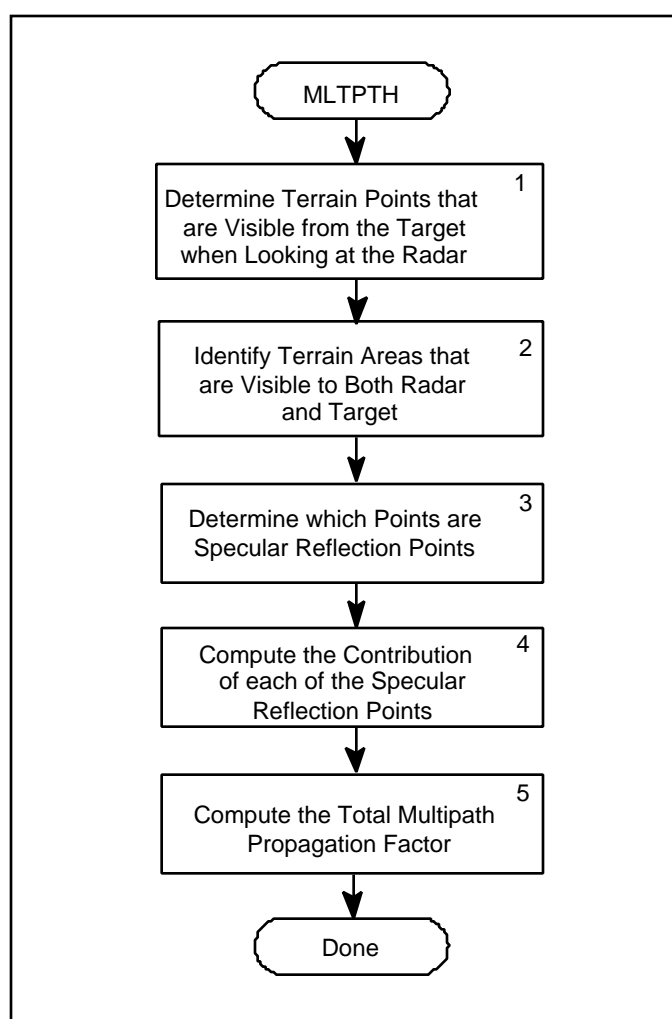 MLTPTH
1
Determine Terrain Points that
are Visible from the Target
when Looking at the Radar
2
Identify Terrain Areas that
are Visible to Both Radar
and Target
3
Determine which Points are
Specular Reflection Points
4
Compute the Contribution
of each of the Specular
Reflection Points
5
Compute the Total Multipath
Propagation Factor
Done